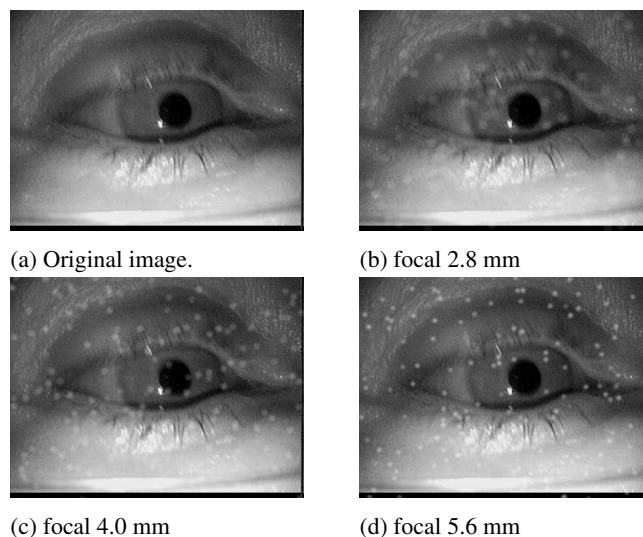 (a) Original image.
(b) focal 2.8 mm
(c) focal 4.0 mm
(d) focal 5.6 mm